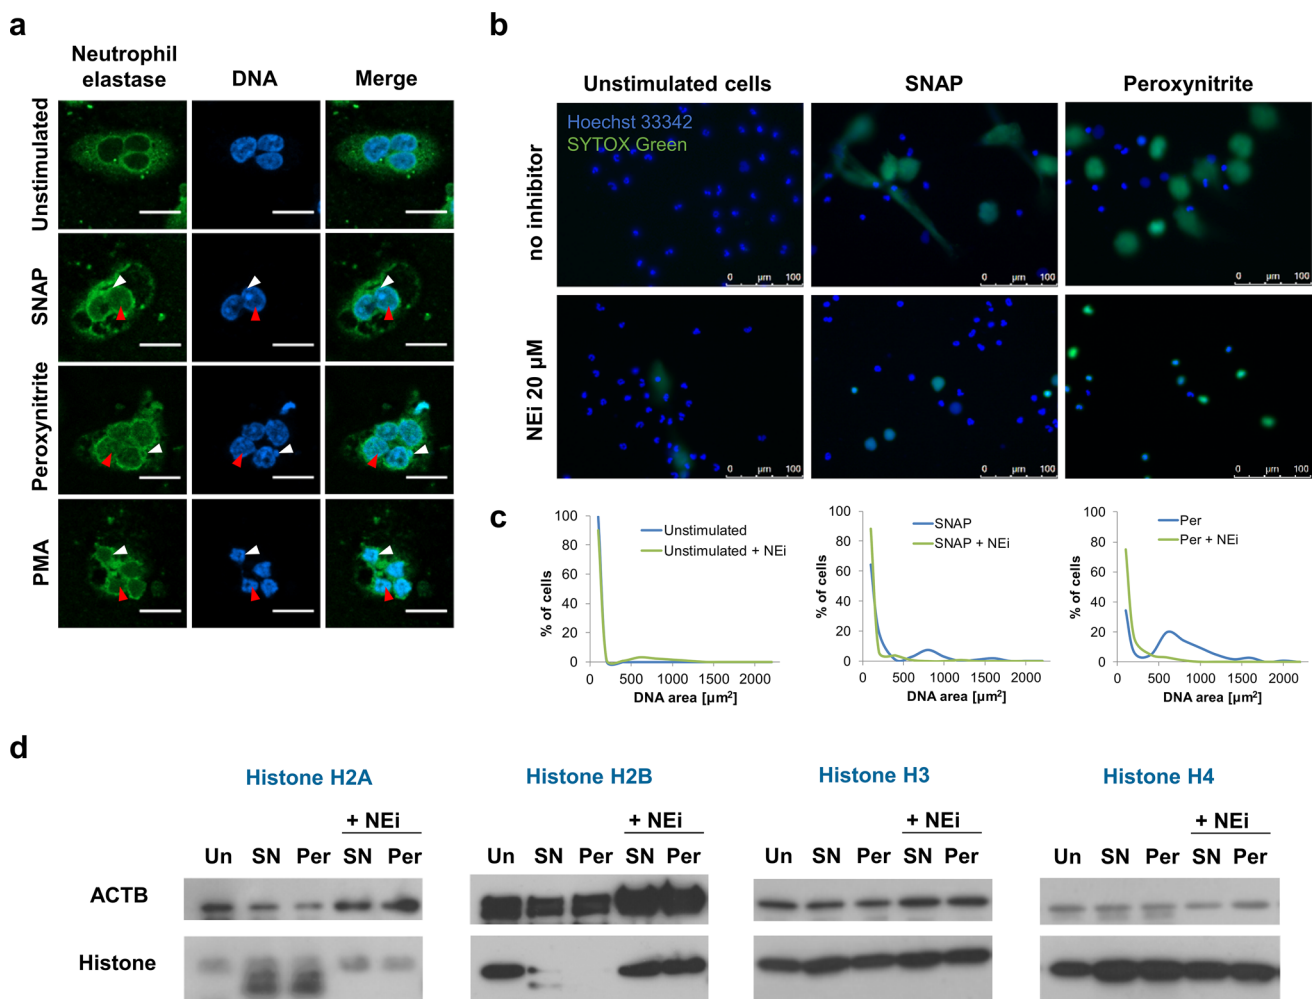 a
Neutrophil
elastase
DNA
Merge
Unstimulated
SNAP
Peroxynitrite
PMA
b
Unstimulated cells
SNAP
Peroxynitrite
no inhibitor
NEi 20 µM
Hoechst 33342
SYTOX Green
0 µm 100
0 µm 100
0 µm 100
0 µm 100
0 µm 100
0 µm 100
c
% of cells
100
80
60
40
20
0
0 500 1000 1500 2000
DNA area [µm²]
Unstimulated
Unstimulated + NEi
% of cells
100
80
60
40
20
0
0 500 1000 1500 2000
DNA area [µm²]
SNAP
SNAP + NEi
% of cells
100
80
60
40
20
0
0 500 1000 1500 2000
DNA area [µm²]
Per
Per + NEi
d
Histone H2A
+ NEi
Un SN Per SN Per
Histone H2B
+ NEi
Un SN Per SN Per
Histone H3
+ NEi
Un SN Per SN Per
Histone H4
+ NEi
Un SN Per SN Per
ACTB
Histone